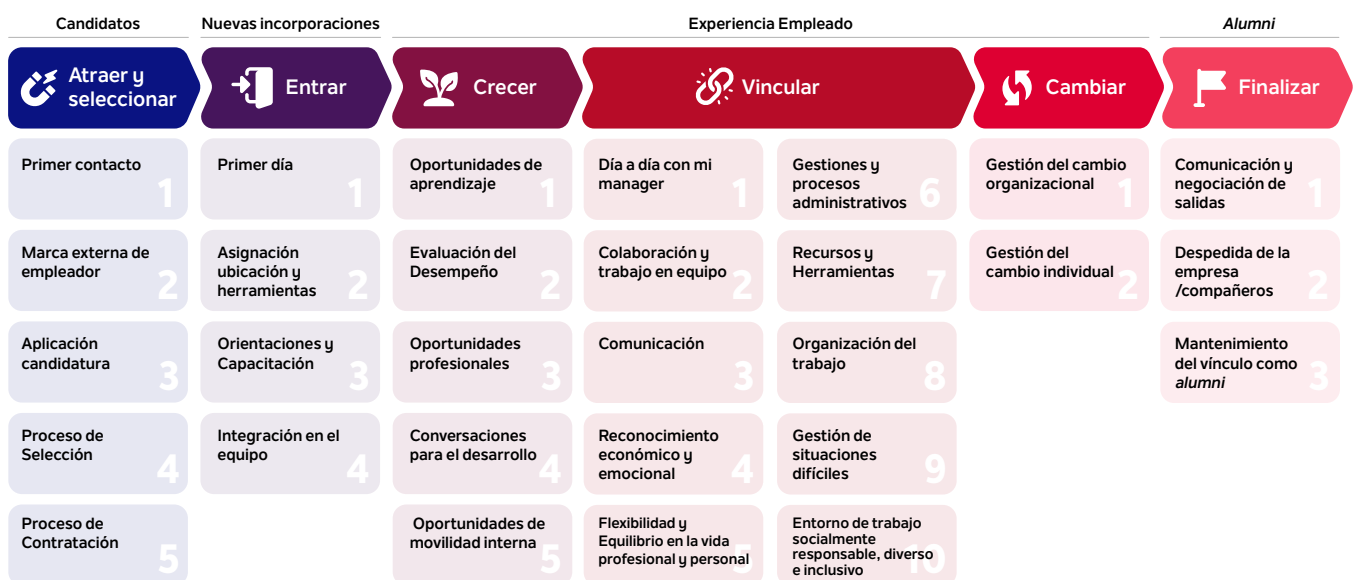 Candidatos
Nuevas incorporaciones
Experiencia Empleado
Alumni
Atraer y
seleccionar
Entrar
Crecer
Vincular
Cambiar
Finalizar
Primer contacto
1
Marca externa de
empleador
2
Aplicación
candidatura
3
Proceso de
Selección
4
Proceso de
Contratación
5
Primer día
1
Asignación
ubicación y
herramientas
2
Orientaciones y
Capacitación
3
Integración en el
equipo
4
Oportunidades de
aprendizaje
1
Evaluación del
Desempeño
2
Oportunidades
profesionales
3
Conversaciones
para el desarrollo
4
Oportunidades de
movilidad interna
5
Día a día con mi
manager
1
Colaboración y
trabajo en equipo
2
Comunicación
3
Reconocimiento
económico y
emocional
4
Flexibilidad y
Equilibrio en la vida
profesional y personal
5
Gestiones y
procesos
administrativos
6
Recursos y
Herramientas
7
Organización del
trabajo
8
Gestión de
situaciones
difíciles
9
Entorno de trabajo
socialmente
responsable, diverso
e inclusivo
10
Gestión del cambio
organizacional
1
Gestión del
cambio individual
2
Comunicación y
negociación de
salidas
1
Despedida de la
empresa
/compañeros
2
Mantenimiento
del vínculo como
alumni
3